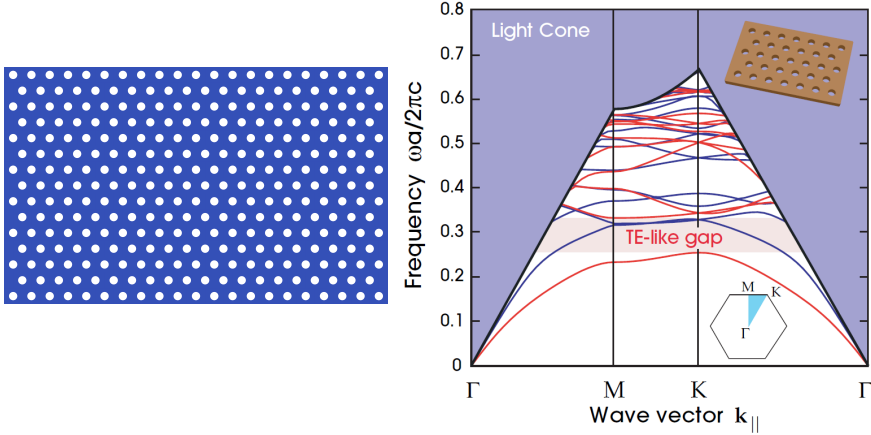 0.8
0.7
0.6
0.5
0.4
0.3
0.2
0.1
0
Frequency ωa/2πc
Light Cone
TE-like gap
M
K
Γ
Γ
M
K
Γ
Wave vector k||